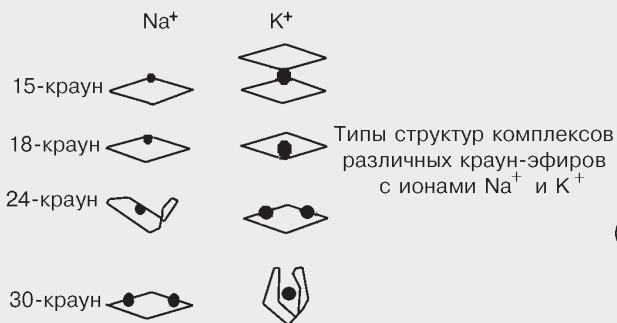 Na+ K+
15-краун
18-краун
Типы структур комплексов
различных краун-эфиров
с ионами Na+ и K+
24-краун
30-краун